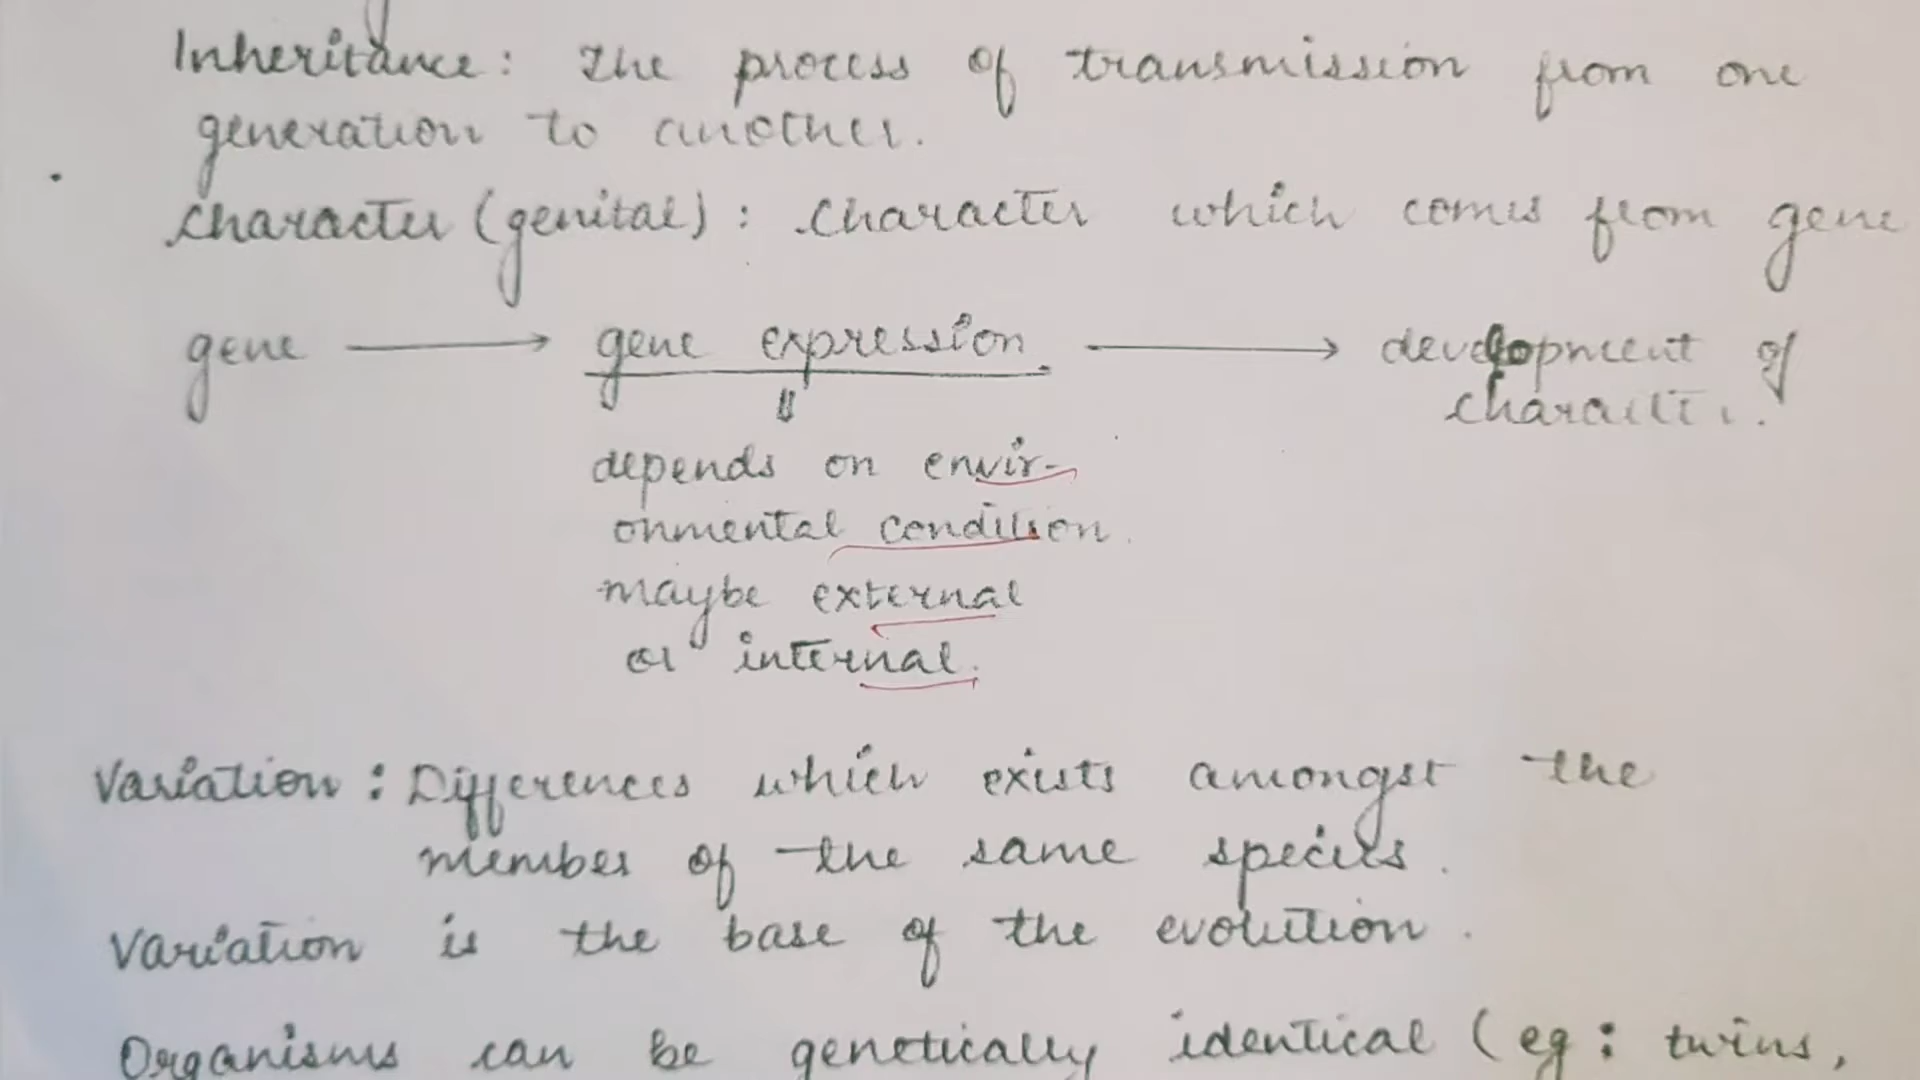 Inheritance: The process of transmission from one
generation to another.
Character (genital): Character which comes from gene
gene → gene expression → development of
character.
⇓
depends on envir-
onmental condition.
maybe external
or internal.
Variation: Differences which exists amongst the
member of the same species.
Variation is the base of the evolution.
Organisms can be genetically identical (eg: twins,